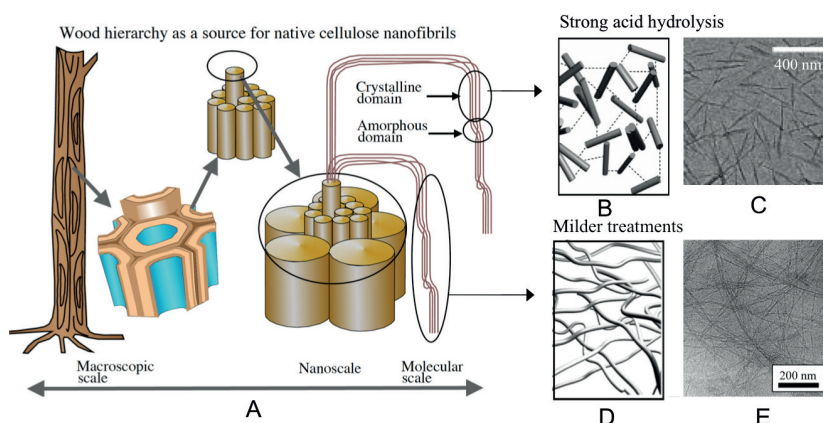 Wood hierarchy as a source for native cellulose nanofibrils
Crystalline
domain
Amorphous
domain
Macroscopic
scale
Nanoscale
Molecular
scale
A
Strong acid hydrolysis
400 nm
B
C
Milder treatments
200 nm
D
E